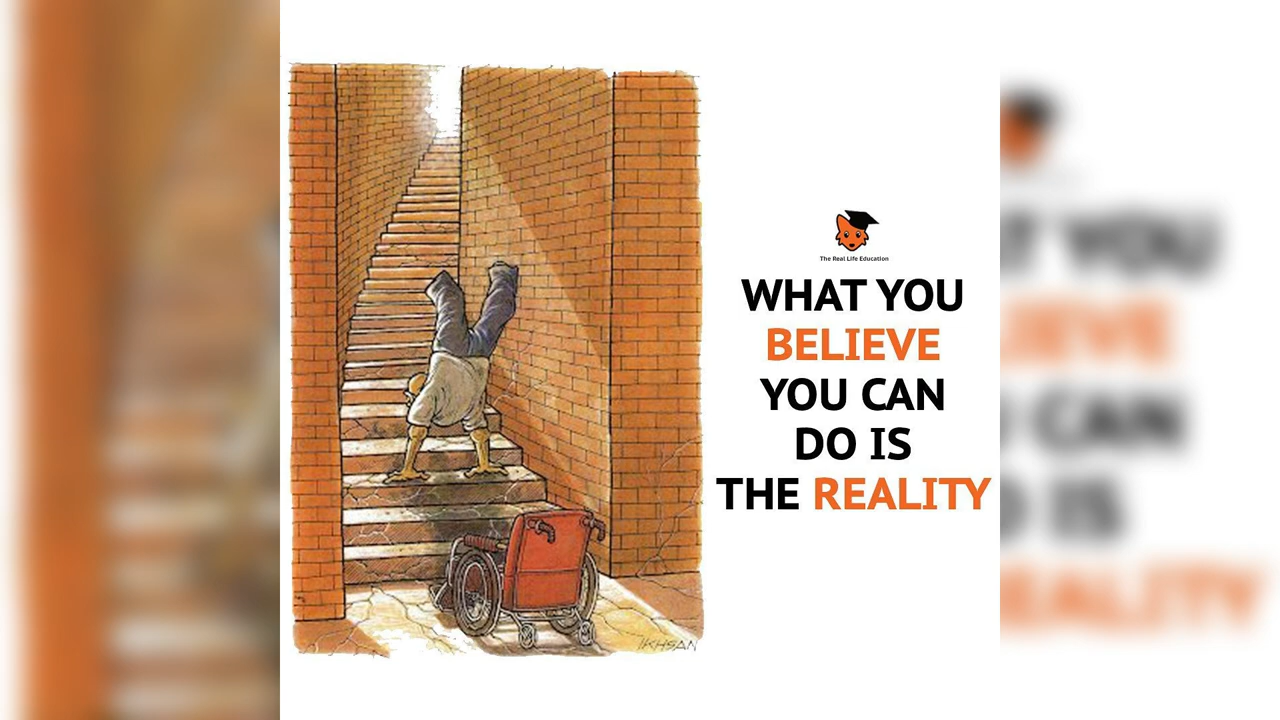 The Real Life Education
WHAT YOU
BELIEVE
YOU CAN
DO IS
THE REALITY
IKHSAN